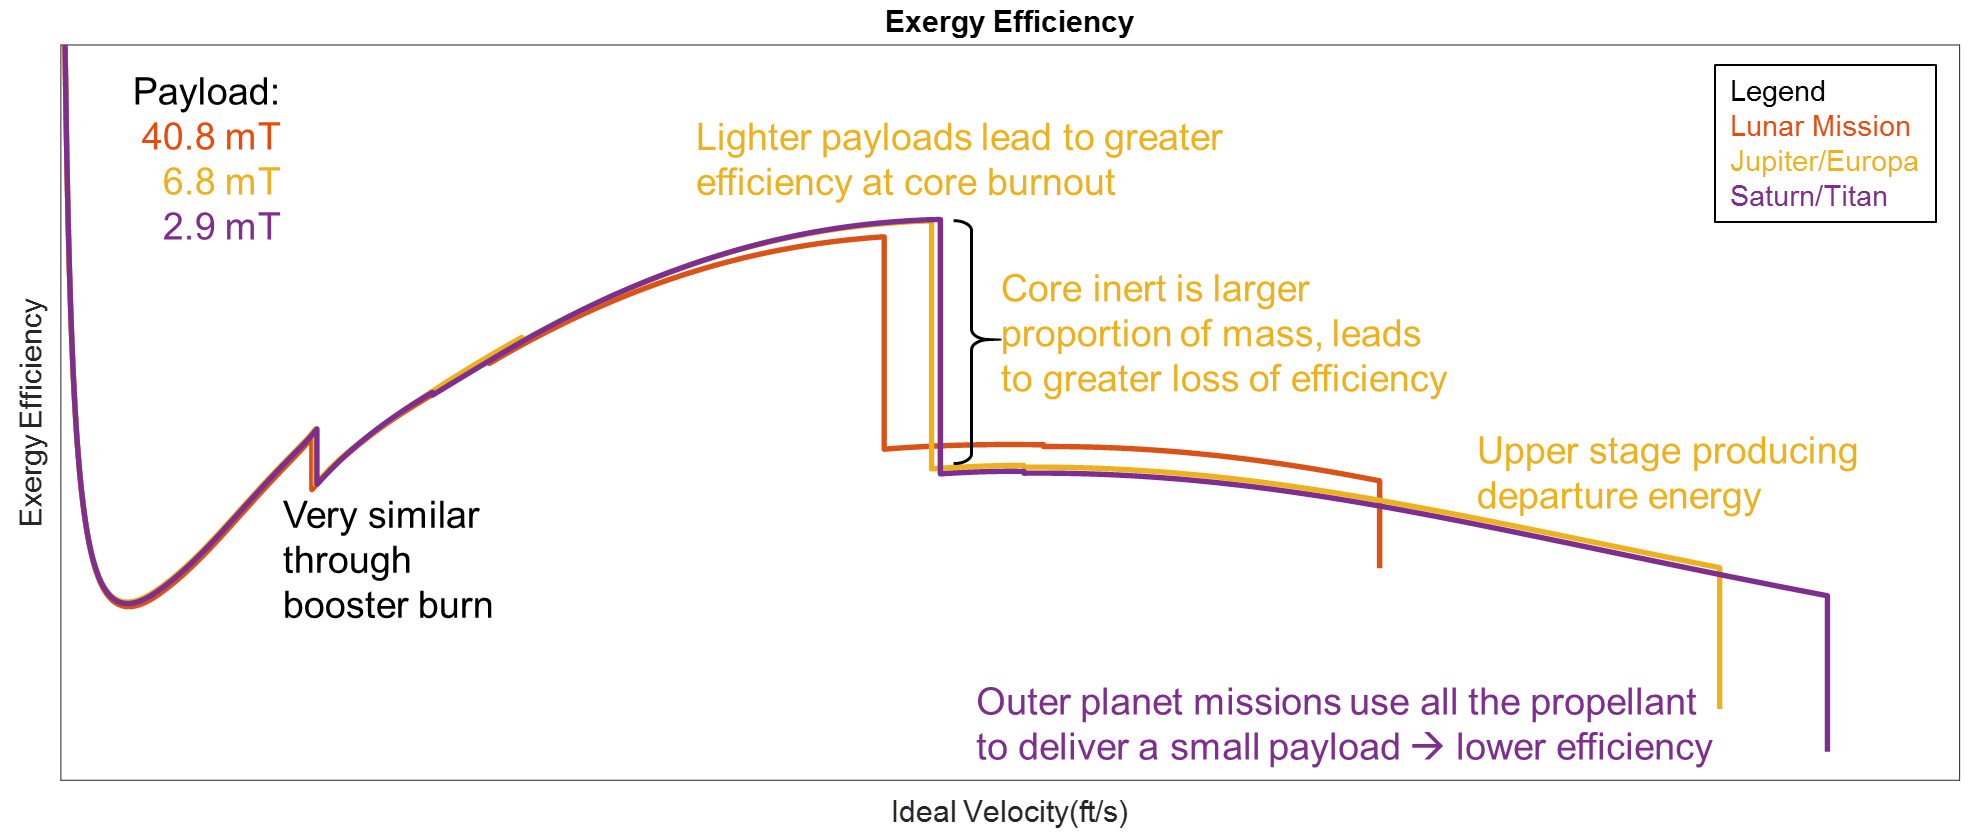 Exergy Efficiency
Payload:
40.8 mT
6.8 mT
2.9 mT
Lighter payloads lead to greater
efficiency at core burnout
Legend
Lunar Mission
Jupiter/Europa
Saturn/Titan
Core inert is larger
proportion of mass, leads
to greater loss of efficiency
Upper stage producing
departure energy
Very similar
through
booster burn
Outer planet missions use all the propellant
to deliver a small payload → lower efficiency
Exergy Efficiency
Ideal Velocity(ft/s)